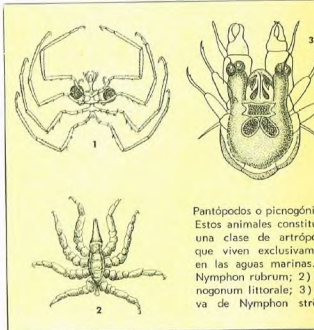 3
1
2
Pantópodos o picnogóni
Estos animales constitu
una clase de artrópo
que viven exclusivam
en las aguas marinas.
Nymphon rubrum; 2)
nogonum littorale; 3)
va de Nymphon strö